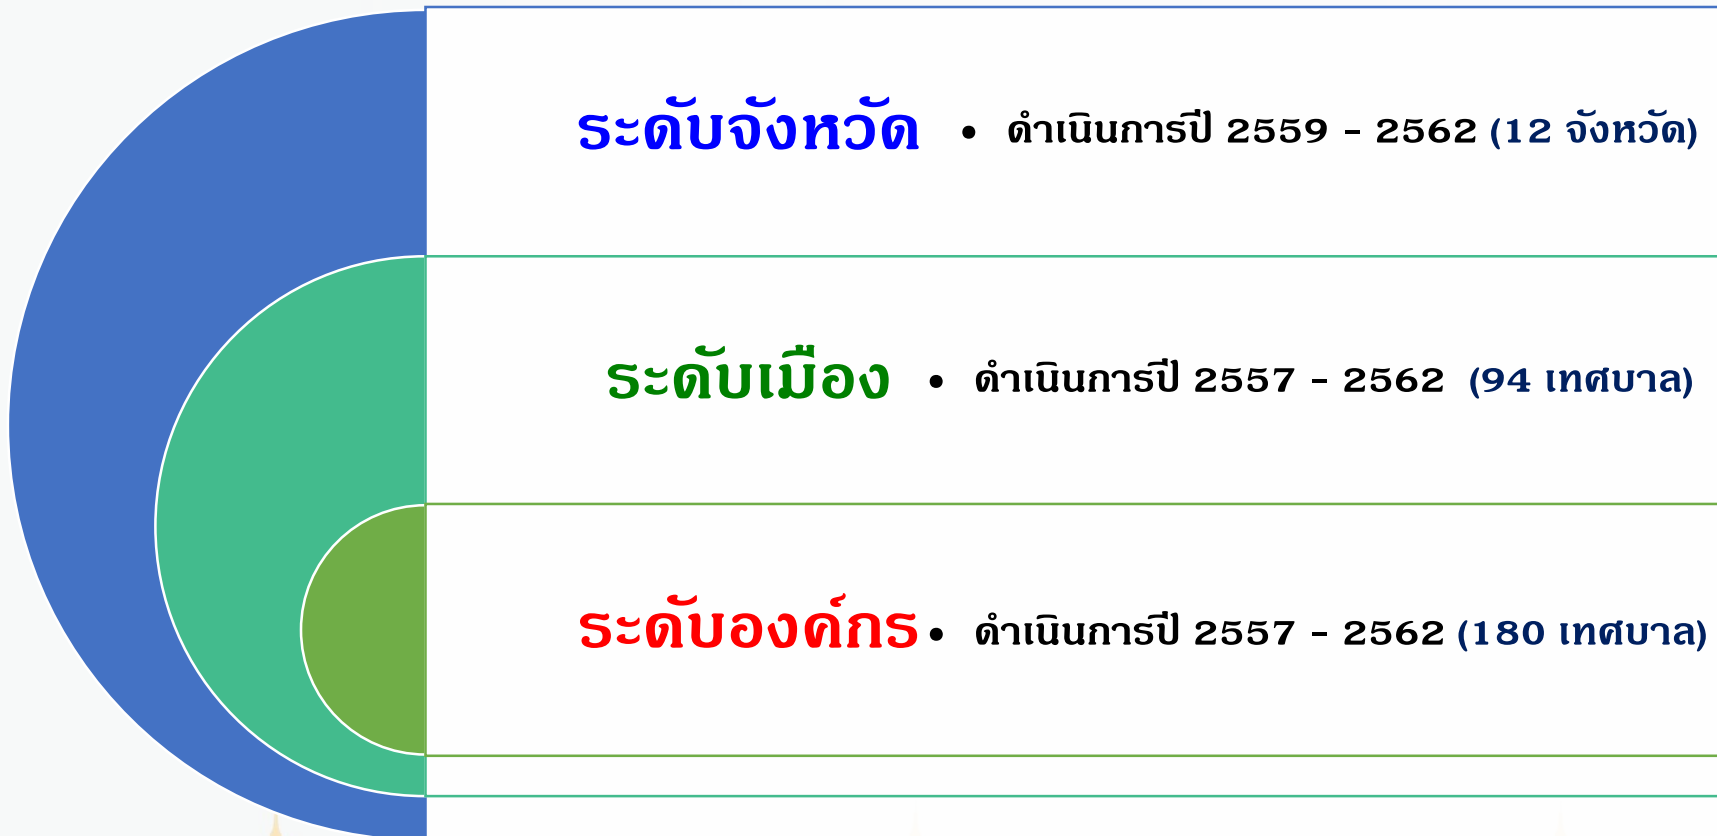 ระดับจังหวัด • ดำเนินการปี 2559 - 2562 (12 จังหวัด)
ระดับเมือง • ดำเนินการปี 2557 - 2562 (94 เทศบาล)
ระดับองค์กร • ดำเนินการปี 2557 - 2562 (180 เทศบาล)